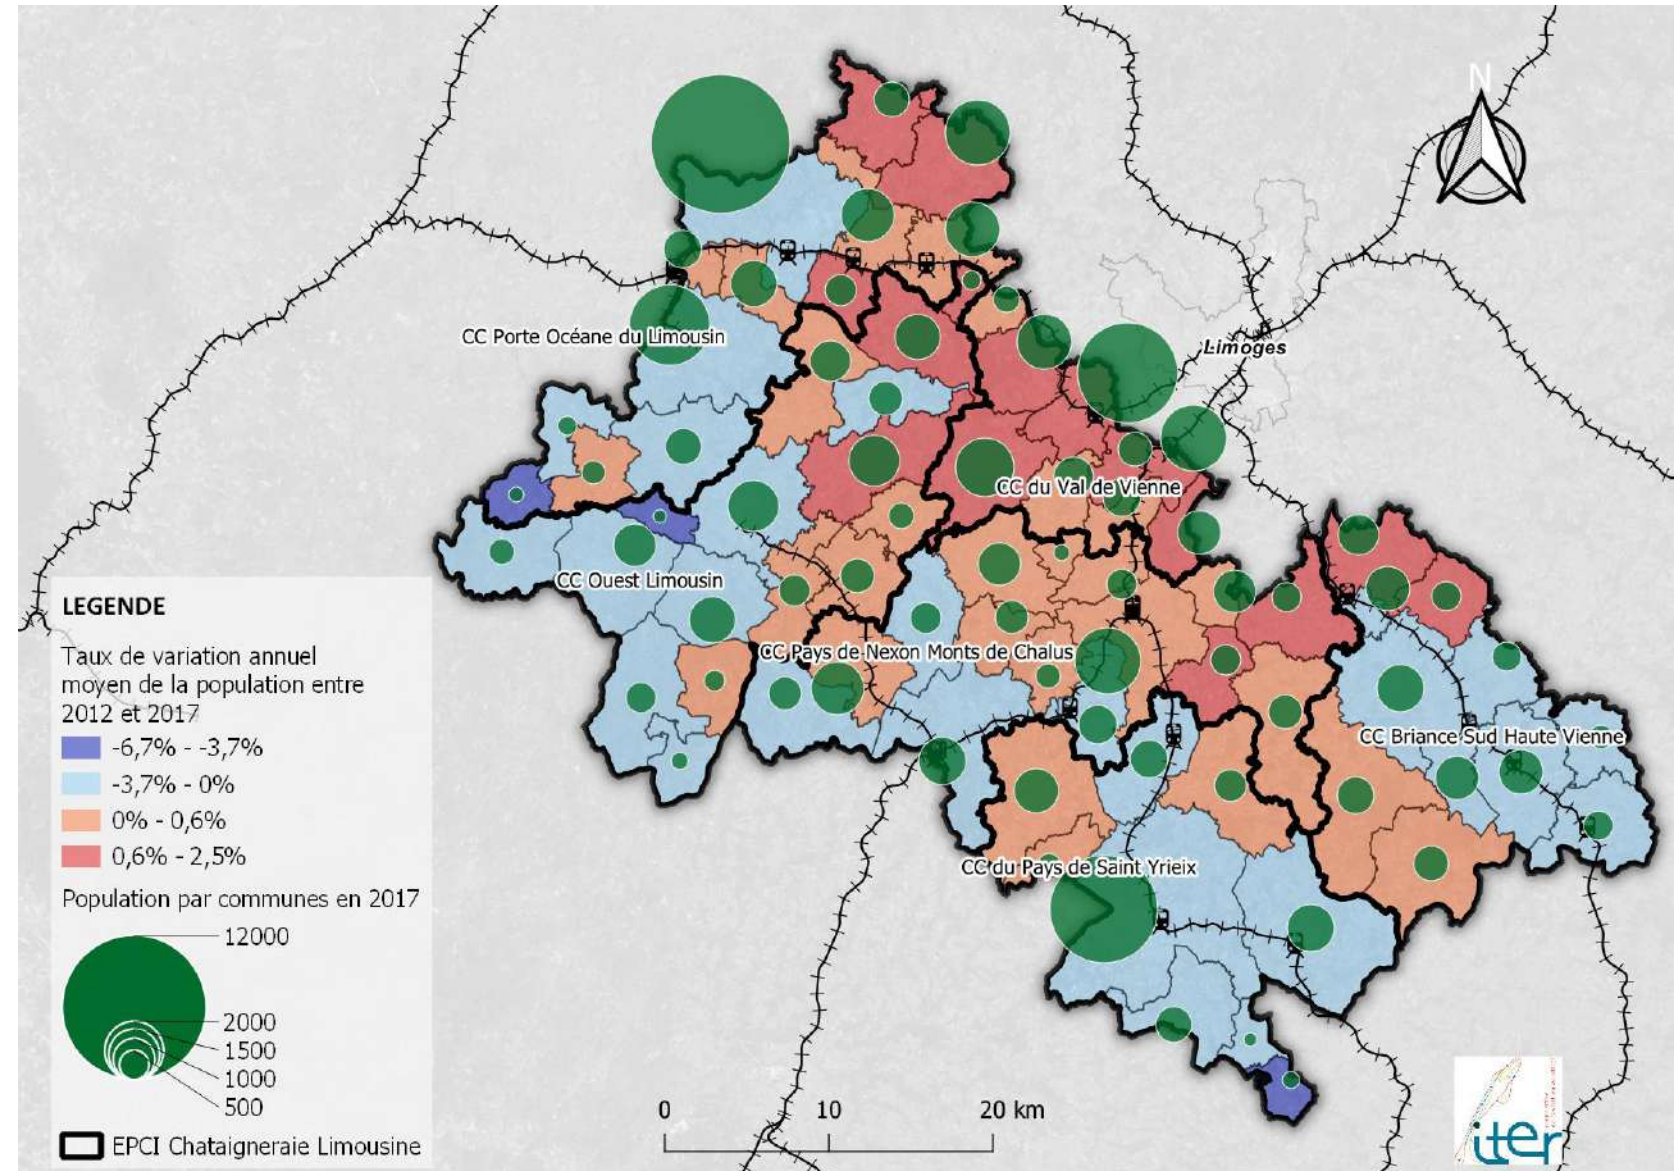 N
Limoges
CC Porte Océane du Limousin
CC du Val de Vienne
CC Ouest Limousin
CC Pays de Nexon Monts de Chalus
CC Briance Sud Haute Vienne
CC du Pays de Saint Yrieix
LEGENDE
Taux de variation annuel
moyen de la population entre
2012 et 2017
-6,7% - -3,7%
-3,7% - 0%
0% - 0,6%
0,6% - 2,5%
Population par communes en 2017
12000
2000
1500
1000
500
EPCI Chataigneraie Limousine
0 10 20 km
iter